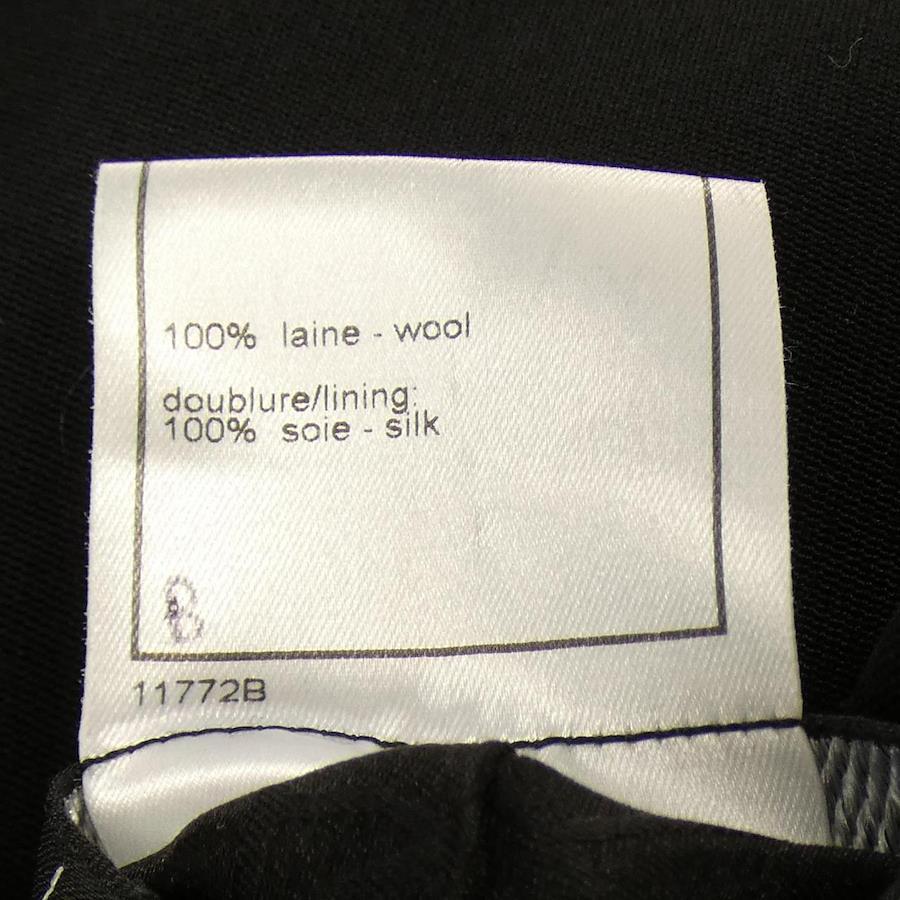 100% laine - wool
doublure/lining:
100% soie - silk
11772B